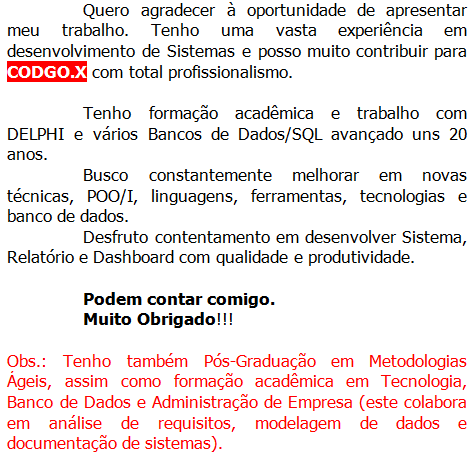 Quero agradecer à oportunidade de apresentar
meu trabalho. Tenho uma vasta experiência em
desenvolvimento de Sistemas e posso muito contribuir para
CODGO.X com total profissionalismo.
Tenho formação acadêmica e trabalho com
DELPHI e vários Bancos de Dados/SQL avançado uns 20
anos.
Busco constantemente melhorar em novas
técnicas, POO/I, linguagens, ferramentas, tecnologias e
banco de dados.
Desfruto contentamento em desenvolver Sistema,
Relatório e Dashboard com qualidade e produtividade.
Podem contar comigo.
Muito Obrigado!!!
Obs.: Tenho também Pós-Graduação em Metodologias
Ágeis, assim como formação acadêmica em Tecnologia,
Banco de Dados e Administração de Empresa (este colabora
em análise de requisitos, modelagem de dados e
documentação de sistemas).